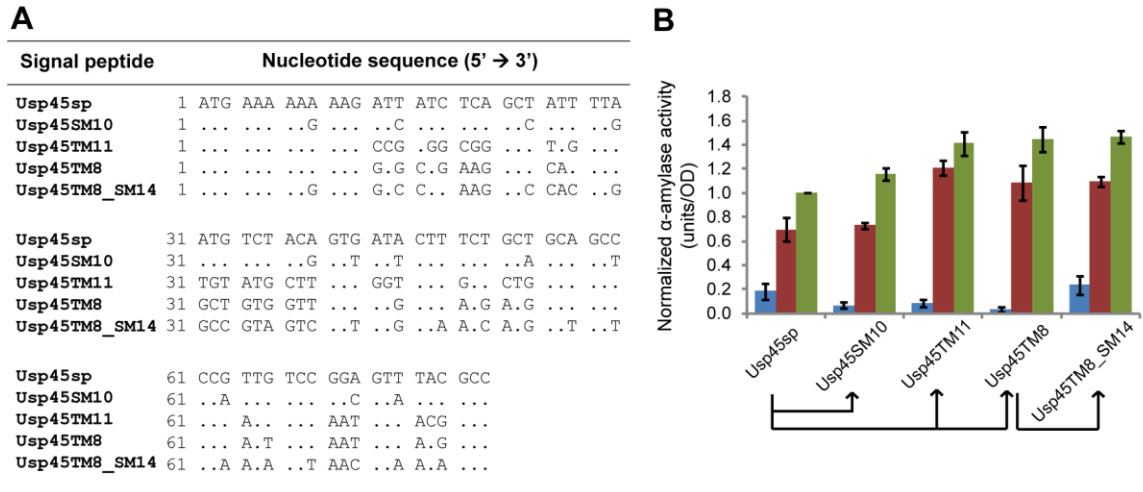 A
Signal peptide Nucleotide sequence (5' → 3')
Usp45sp 1 ATG AAA AAA AAG ATT ATC TCA GCT ATT TTA
Usp45SM10 1 ... ... ..G ... ..C ... ... ..C ... ..G
Usp45TM11 1 ... ... ... ... CCG .GG CGG ... T.G ...
Usp45TM8 1 ... ... ... ... G.G C.G AAG ... CA. ...
Usp45TM8_SM14 1 ... ... ..G ... G.C C.. AAG ..C CAC ..G
Usp45sp 31 ATG TCT ACA GTG ATA CTT TCT GCT GCA GCC
Usp45SM10 31 ... ... ..G ..T ..T ... ... ..A ... ..T
Usp45TM11 31 TGT ATG CTT ... GGT ... G.. CTG ... ...
Usp45TM8 31 GCT GTG GTT ... ..G ... A.G A.G ... ...
Usp45TM8_SM14 31 GCC GTA GTC ..T ..G ..A A.C A.G ..T ..T
Usp45sp 61 CCG TTG TCC GGA GTT TAC GCC
Usp45SM10 61 ..A ... ... ..C ..A ... ...
Usp45TM11 61 ... A.. ... AAT ... ACG ...
Usp45TM8 61 ... A.T ... AAT ... A.G ...
Usp45TM8_SM14 61 ..A A.A ..T AAC ..A A.A ...
B
Normalized α-amylase activity
(units/OD)
1.8
1.6
1.4
1.2
1.0
0.8
0.6
0.4
0.2
0.0
Usp45sp
Usp45SM10
Usp45TM11
Usp45TM8
Usp45TM8_SM14